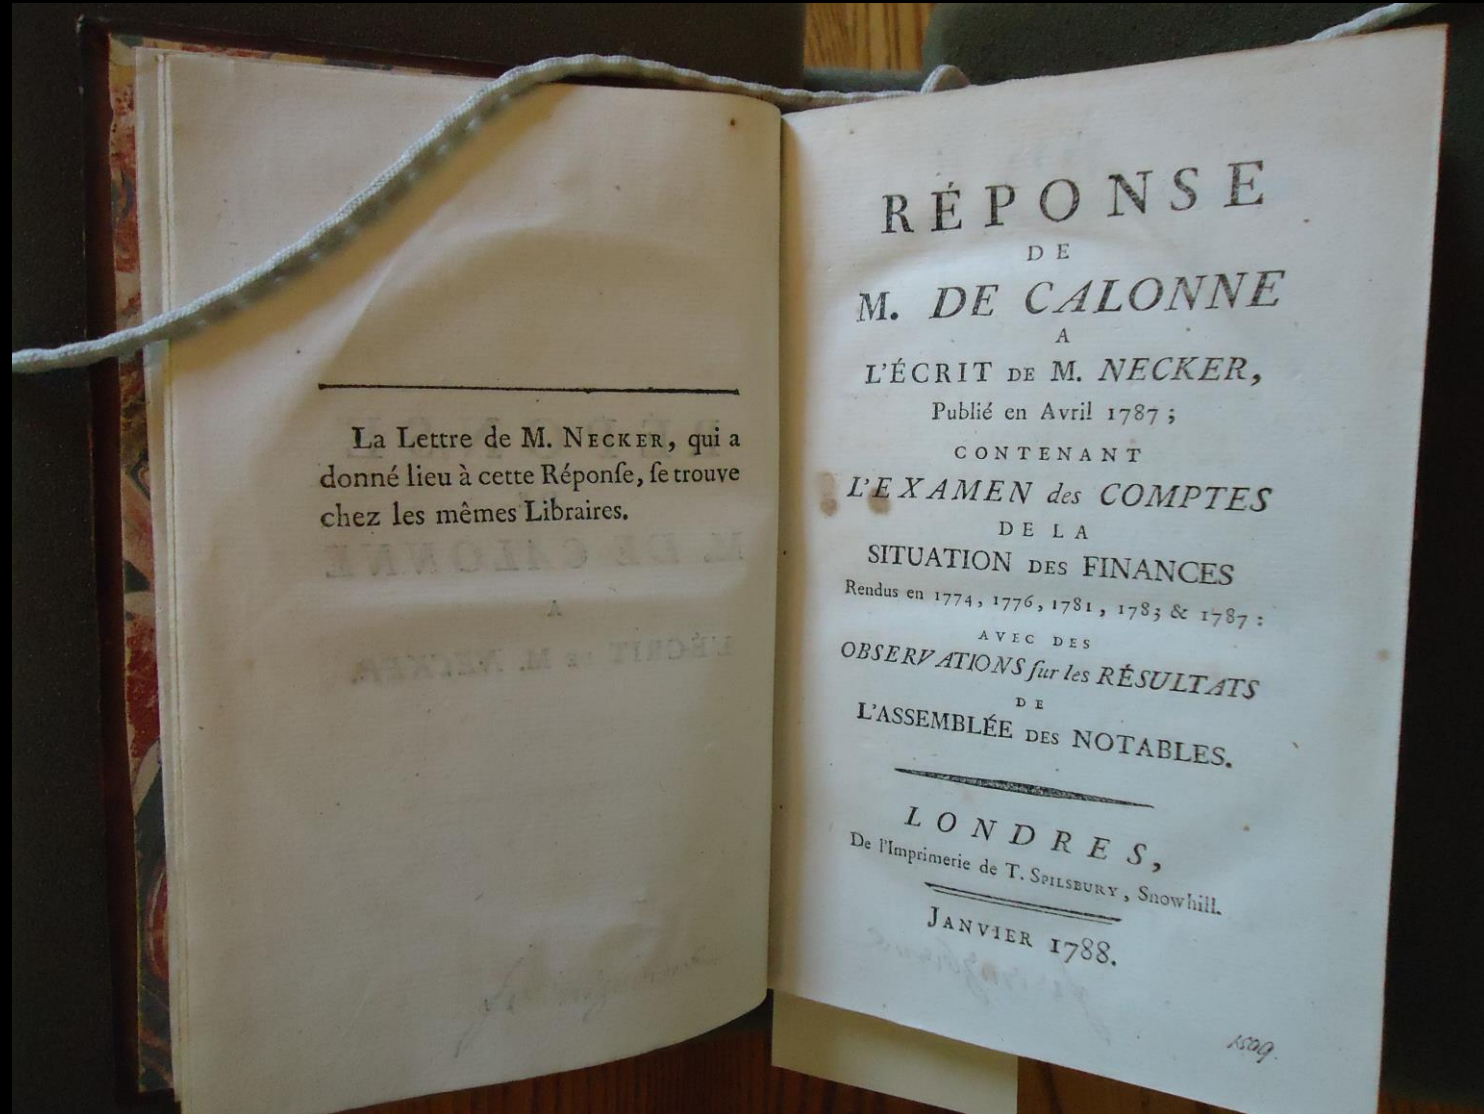 La Lettre de M. NECKER, qui a
donné lieu à cette Réponſe, ſe trouve
chez les mêmes Libraires.
RÉPONSE
DE
M. DE CALONNE
A
L'ÉCRIT DE M. NECKER,
Publié en Avril 1787 ;
CONTENANT
L'EXAMEN des COMPTES
DE LA
SITUATION DES FINANCES
Rendus en 1774, 1776, 1781, 1783 & 1787 :
AVEC DES
OBSERVATIONS ſur les RÉSULTATS
DE
L'ASSEMBLÉE DES NOTABLES.
LONDRES,
De l'Imprimerie de T. SPILSBURY, Snowhill.
JANVIER 1788.
1509.